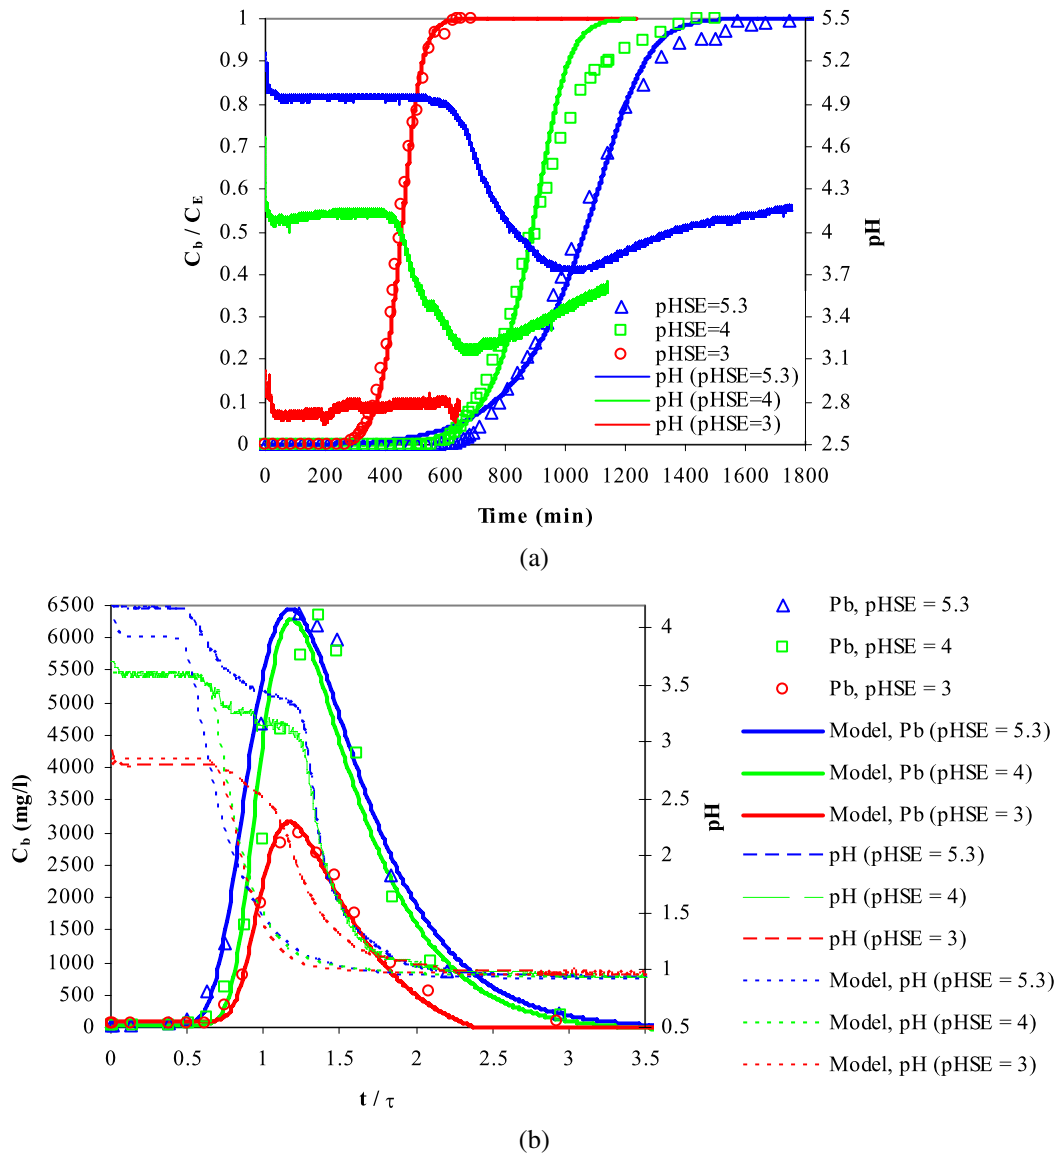 1
0.9
0.8
0.7
0.6
0.5
0.4
0.3
0.2
0.1
0
C_b / C_E
5.5
5.2
4.9
4.6
4.3
4
3.7
3.4
3.1
2.8
2.5
pH
pHSE=5.3
pHSE=4
pHSE=3
pH (pHSE=5.3)
pH (pHSE=4)
pH (pHSE=3)
0 200 400 600 800 1000 1200 1400 1600 1800
Time (min)
(a)
6500
6000
5500
5000
4500
4000
3500
3000
2500
2000
1500
1000
500
0
C_b (mg/l)
4
3.5
3
2.5
2
1.5
1
0.5
pH
0 0.5 1 1.5 2 2.5 3 3.5
t / τ
Pb, pHSE = 5.3
Pb, pHSE = 4
Pb, pHSE = 3
Model, Pb (pHSE = 5.3)
Model, Pb (pHSE = 4)
Model, Pb (pHSE = 3)
pH (pHSE = 5.3)
pH (pHSE = 4)
pH (pHSE = 3)
Model, pH (pHSE = 5.3)
Model, pH (pHSE = 4)
Model, pH (pHSE = 3)
(b)